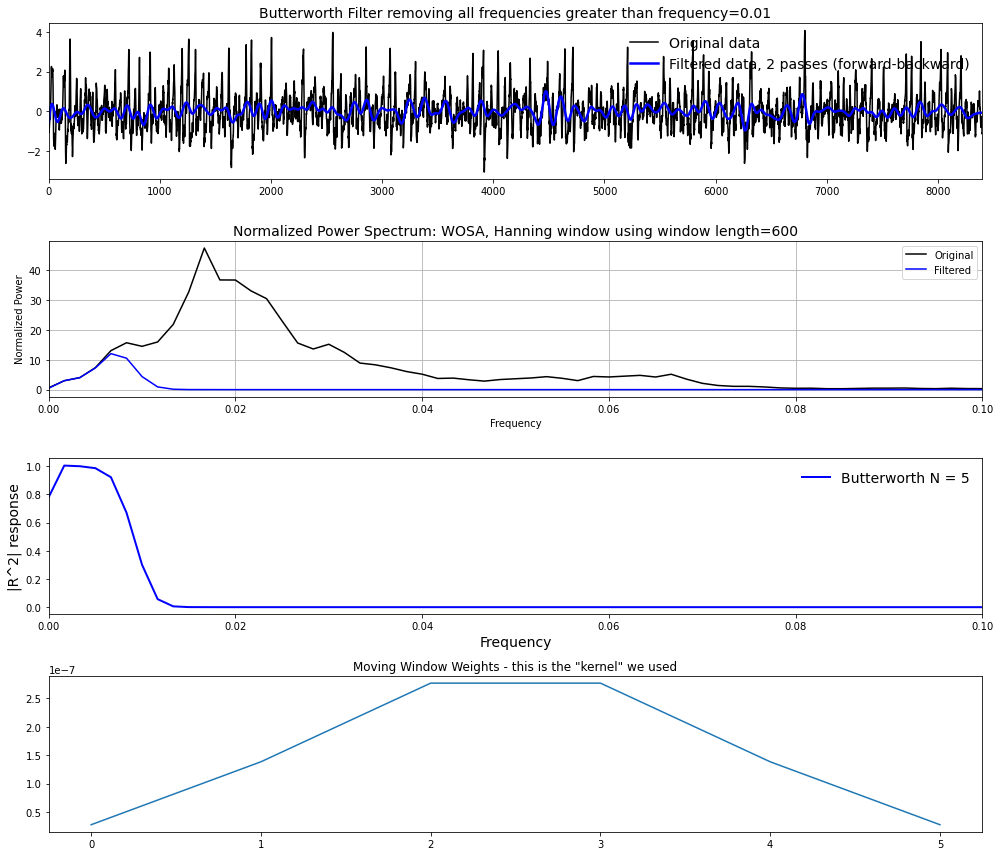 Butterworth Filter removing all frequencies greater than frequency=0.01
4
2
0
−2
Original data
Filtered data, 2 passes (forward-backward)
0 1000 2000 3000 4000 5000 6000 7000 8000
Normalized Power Spectrum: WOSA, Hanning window using window length=600
Normalized Power
40
30
20
10
0
Original
Filtered
0.00 0.02 0.04 0.06 0.08 0.10
Frequency
|R^2| response
1.0
0.8
0.6
0.4
0.2
0.0
Butterworth N = 5
0.00 0.02 0.04 0.06 0.08 0.10
Frequency
Moving Window Weights - this is the "kernel" we used
1e−7
2.5
2.0
1.5
1.0
0.5
0 1 2 3 4 5